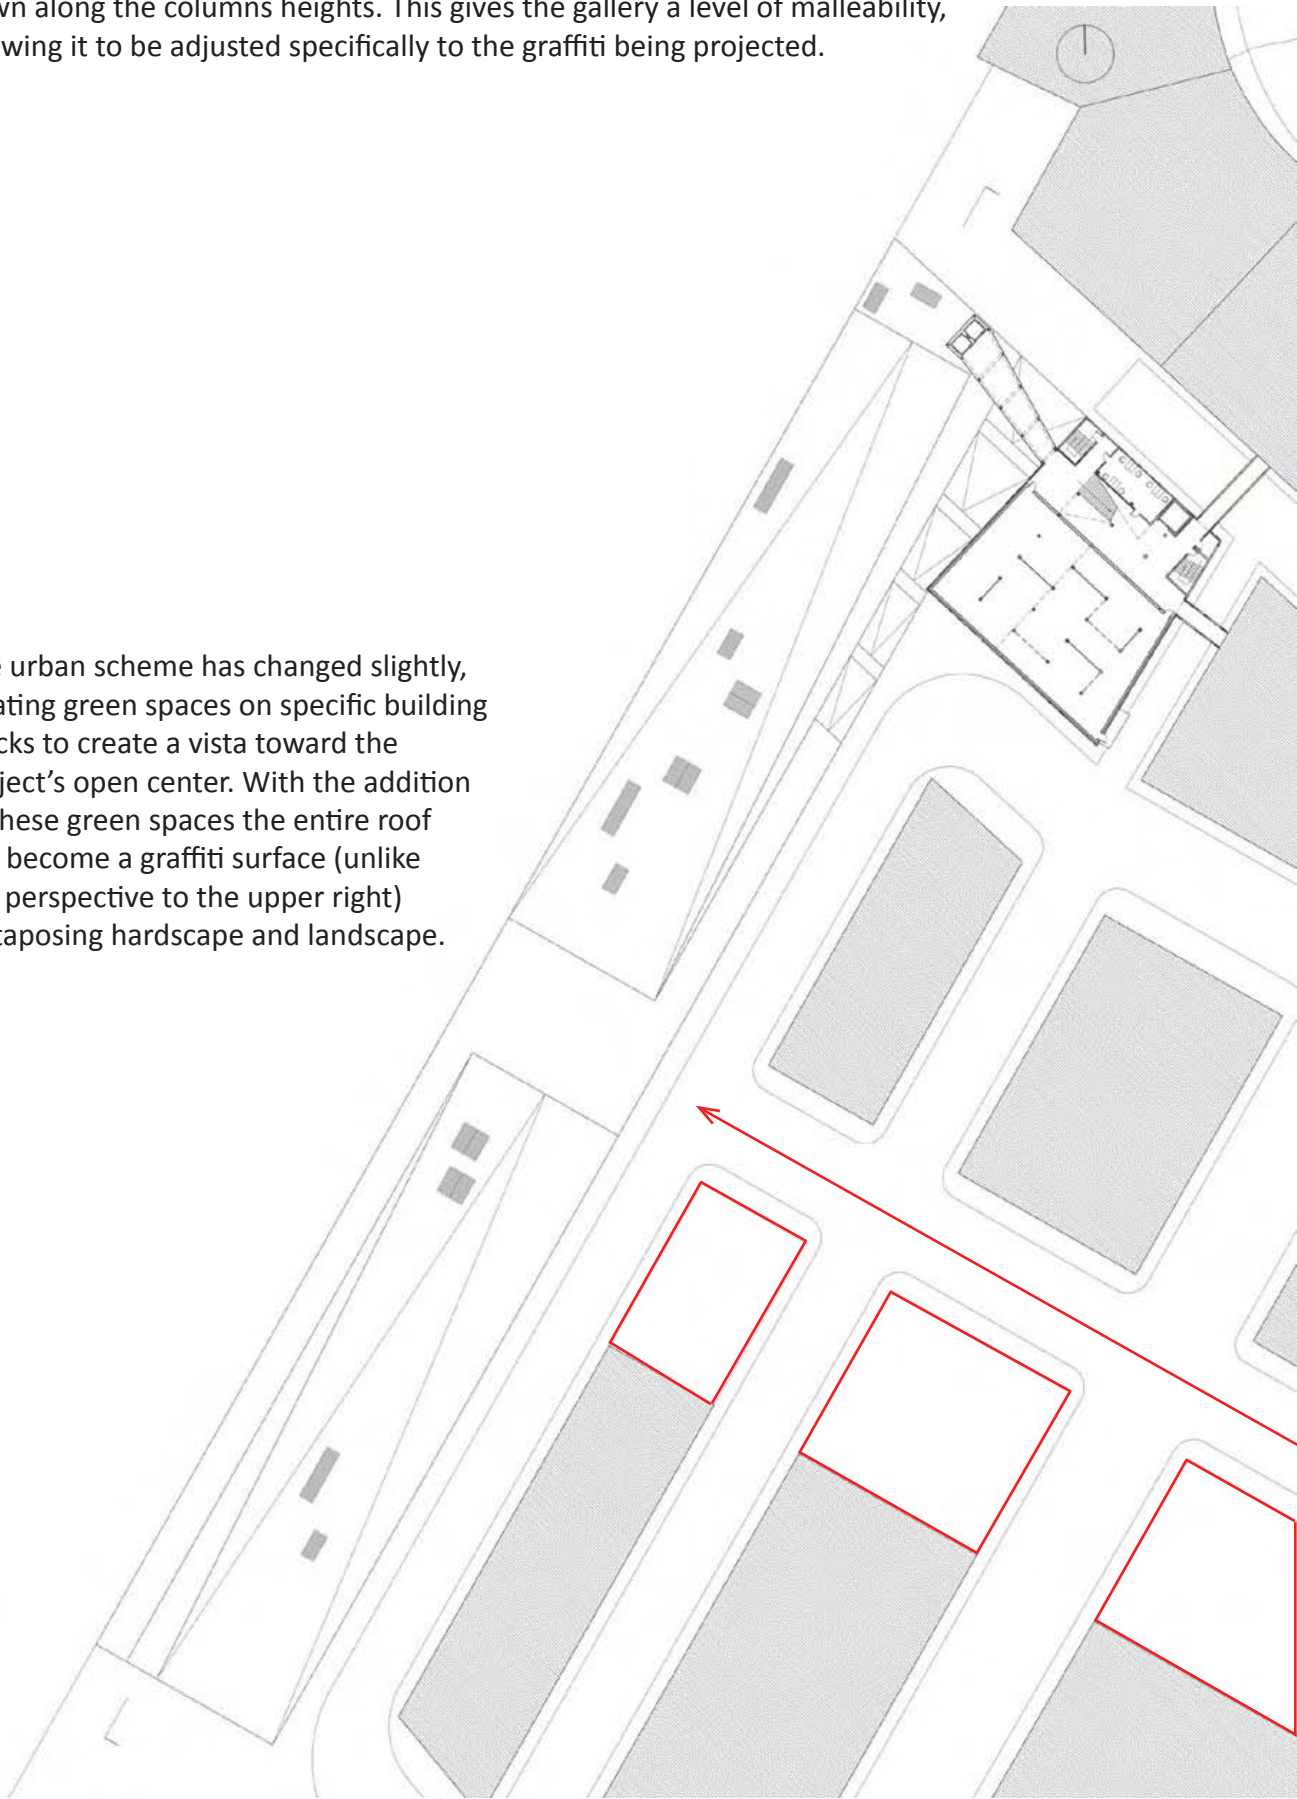 wn along the columns heights. This gives the gallery a level of malleability,
wing it to be adjusted specifically to the graffiti being projected.
e urban scheme has changed slightly,
ating green spaces on specific building
cks to create a vista toward the
ject’s open center. With the addition
hese green spaces the entire roof
become a graffiti surface (unlike
perspective to the upper right)
taposing hardscape and landscape.